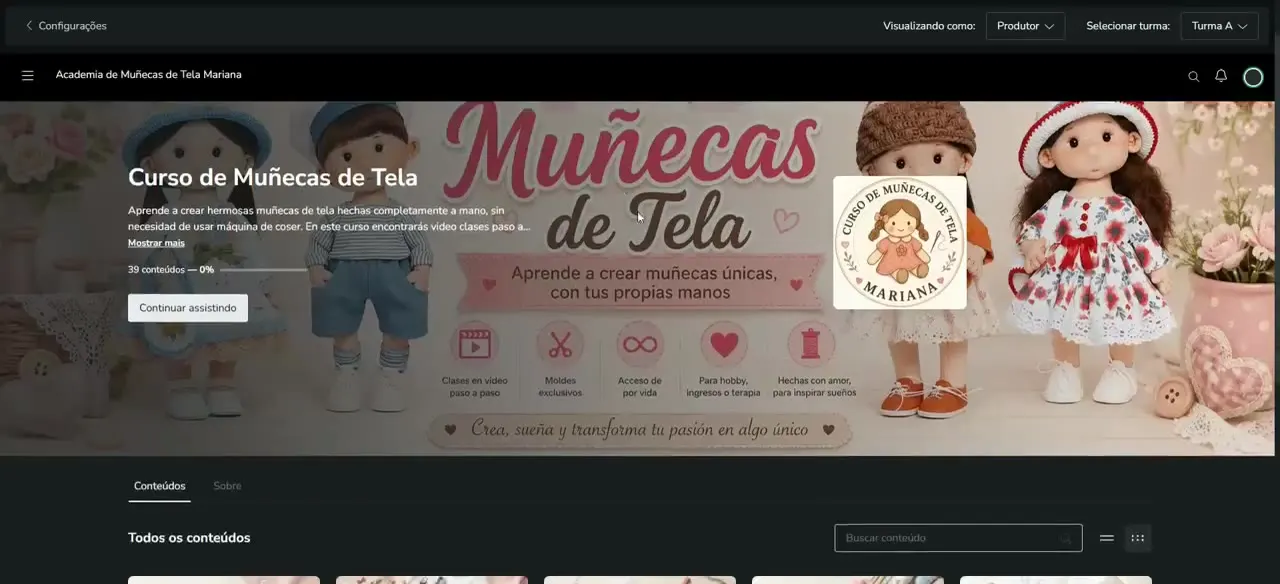 Configurações
Visualizando como:
Produtor
Selecionar turma:
Turma A
Academia de Muñecas de Tela Mariana
Muñecas
de Tela
Aprende a crear muñecas únicas,
con tus propias manos
Clases en video
paso a paso
Moldes
exclusivos
Acceso de
por vida
Para hobby,
ingresos o terapia
Hechas con amor,
para inspirar sueños
Crea, sueña y transforma tu pasión en algo único
Curso de Muñecas de Tela
Aprende a crear hermosas muñecas de tela hechas completamente a mano, sin
necesidad de usar máquina de coser. En este curso encontrarás video clases paso a...
Mostrar mais
39 conteúdos — 0%
Continuar assistindo
CURSO DE MUÑECAS DE TELA
MARIANA
Conteúdos
Sobre
Todos os conteúdos
Buscar conteúdo